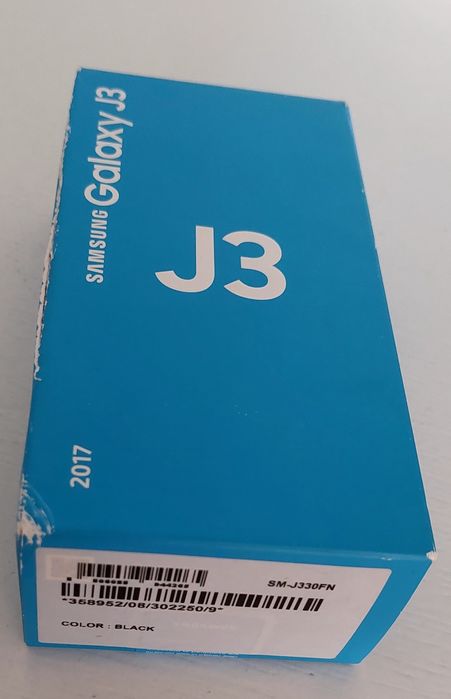 SAMSUNG Galaxy J3
J3
2017
SM-J330FN
*358952/08/302250/9*
COLOR : BLACK